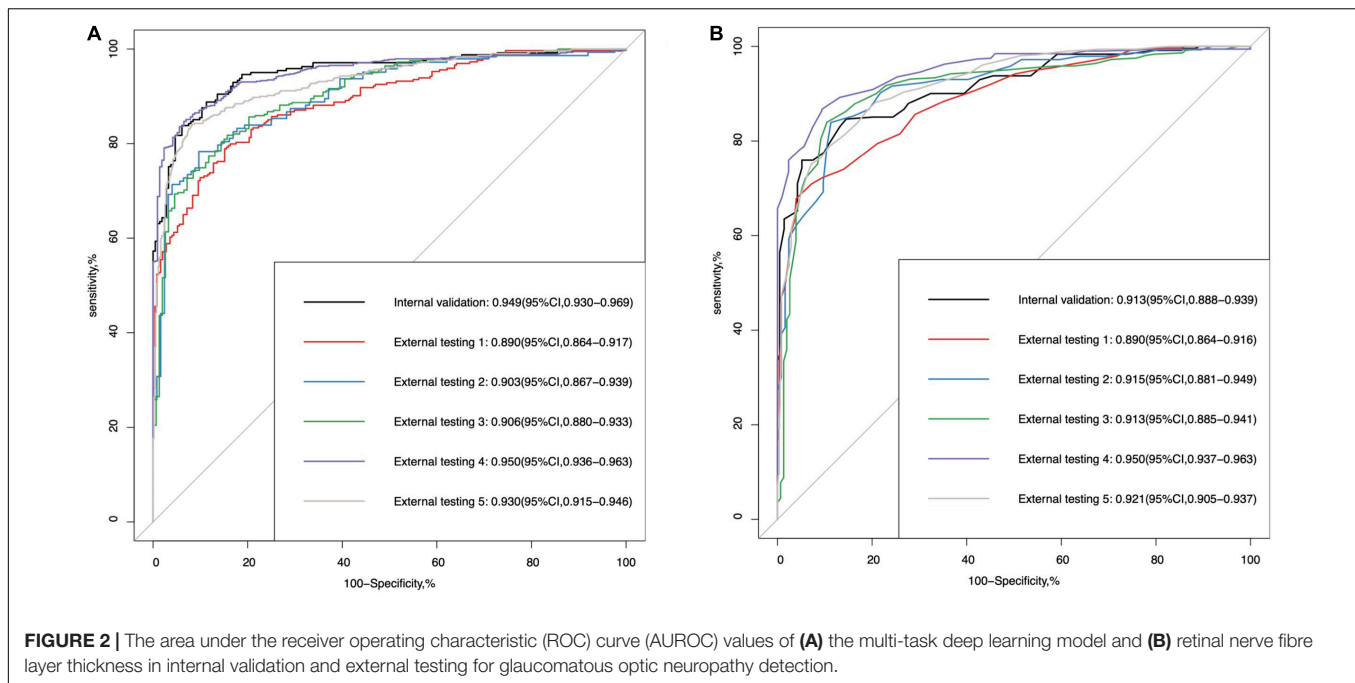 A
sensitivity,%
100
80
60
40
20
0
Internal validation: 0.949(95%CI,0.930−0.969)
External testing 1: 0.890(95%CI,0.864−0.917)
External testing 2: 0.903(95%CI,0.867−0.939)
External testing 3: 0.906(95%CI,0.880−0.933)
External testing 4: 0.950(95%CI,0.936−0.963)
External testing 5: 0.930(95%CI,0.915−0.946)
0 20 40 60 80 100
100−Specificity,%
B
sensitivity,%
100
80
60
40
20
0
Internal validation: 0.913(95%CI,0.888−0.939)
External testing 1: 0.890(95%CI,0.864−0.916)
External testing 2: 0.915(95%CI,0.881−0.949)
External testing 3: 0.913(95%CI,0.885−0.941)
External testing 4: 0.950(95%CI,0.937−0.963)
External testing 5: 0.921(95%CI,0.905−0.937)
0 20 40 60 80 100
100−Specificity,%
FIGURE 2 | The area under the receiver operating characteristic (ROC) curve (AUROC) values of (A) the multi-task deep learning model and (B) retinal nerve fibre
layer thickness in internal validation and external testing for glaucomatous optic neuropathy detection.